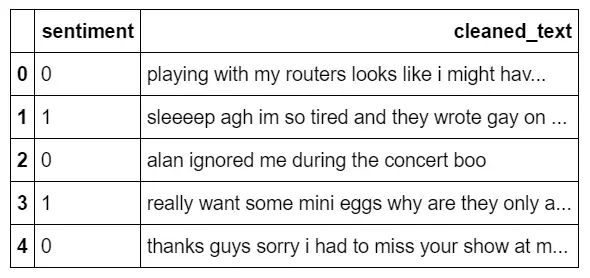 sentiment cleaned_text
0 0 playing with my routers looks like i might hav...
1 1 sleeeep agh im so tired and they wrote gay on ...
2 0 alan ignored me during the concert boo
3 1 really want some mini eggs why are they only a...
4 0 thanks guys sorry i had to miss your show at m...